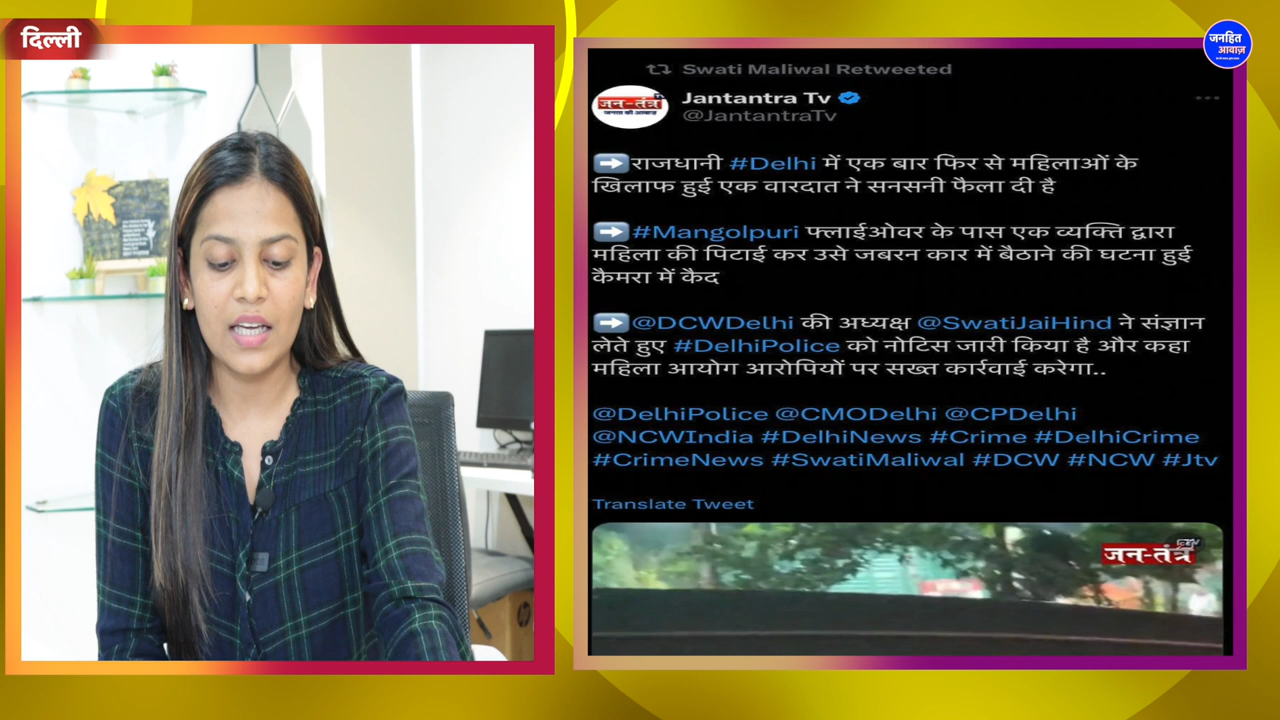 दिल्ली
जनहित
आवाज़
Swati Maliwal Retweeted
जन-तंत्र
जनता की आवाज़
Jantantra Tv
@JantantraTv
➡️राजधानी #Delhi में एक बार फिर से महिलाओं के
खिलाफ हुई एक वारदात ने सनसनी फैला दी है
➡️#Mangolpuri फ्लाईओवर के पास एक व्यक्ति द्वारा
महिला की पिटाई कर उसे जबरन कार में बैठाने की घटना हुई
कैमरा में कैद
➡️@DCWDelhi की अध्यक्ष @SwatiJaiHind ने संज्ञान
लेते हुए #DelhiPolice को नोटिस जारी किया है और कहा
महिला आयोग आरोपियों पर सख्त कार्रवाई करेगा..
@DelhiPolice @CMODelhi @CPDelhi
@NCWIndia #DelhiNews #Crime #DelhiCrime
#CrimeNews #SwatiMaliwal #DCW #NCW #Jtv
Translate Tweet
जन-तंत्र